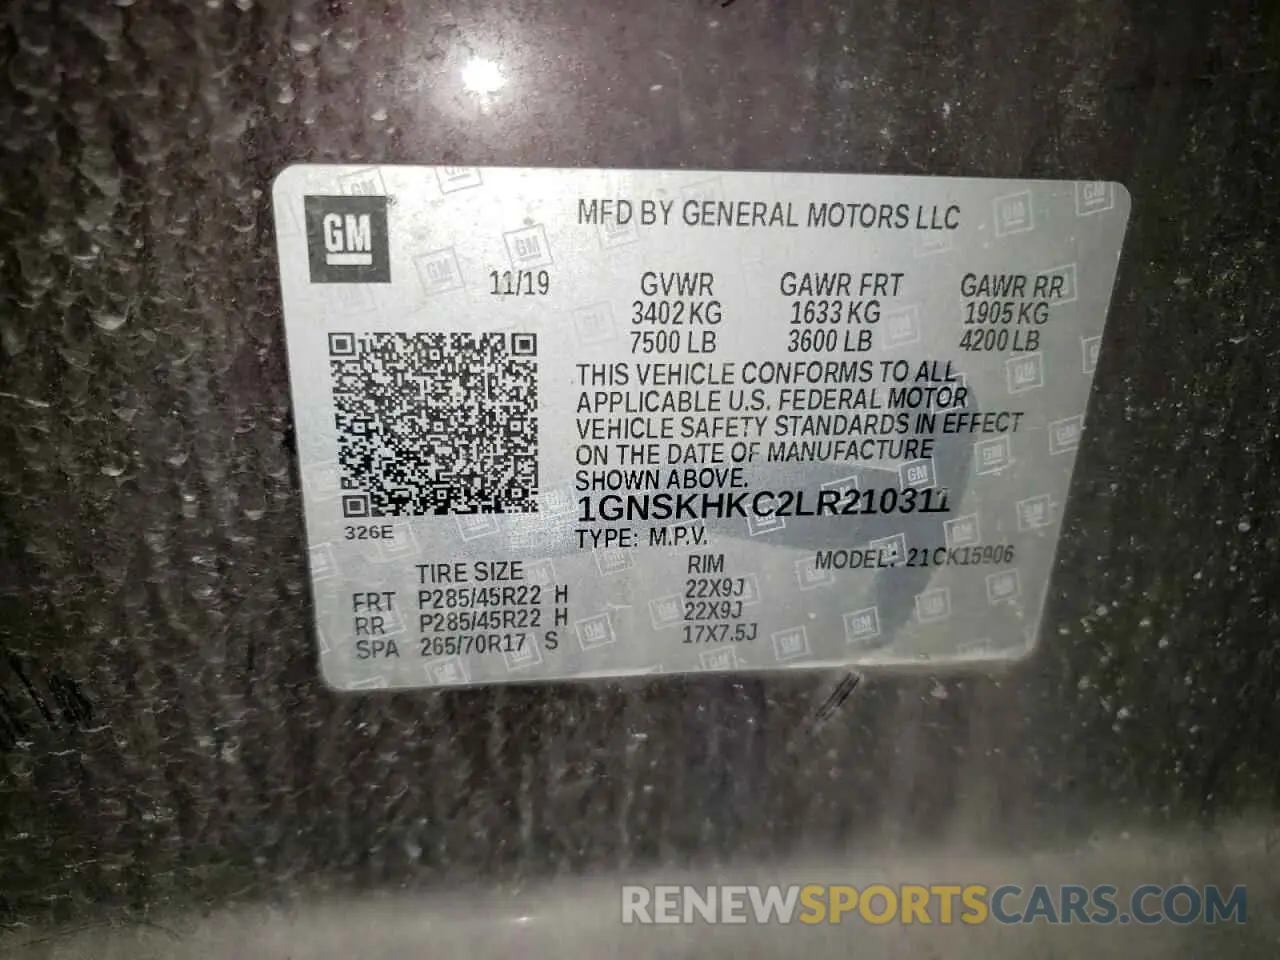 GM
MFD BY GENERAL MOTORS LLC
11/19
GVWR GAWR FRT GAWR RR
3402 KG 1633 KG 1905 KG
7500 LB 3600 LB 4200 LB
THIS VEHICLE CONFORMS TO ALL
APPLICABLE U.S. FEDERAL MOTOR
VEHICLE SAFETY STANDARDS IN EFFECT
ON THE DATE OF MANUFACTURE
SHOWN ABOVE.
1GNSKHKC2LR210311
326E
TYPE: M.P.V.
MODEL: 21CK15906
TIRE SIZE RIM
FRT P285/45R22 H 22X9J
RR P285/45R22 H 22X9J
SPA 265/70R17 S 17X7.5J
RENEWSPORTSCARS.COM